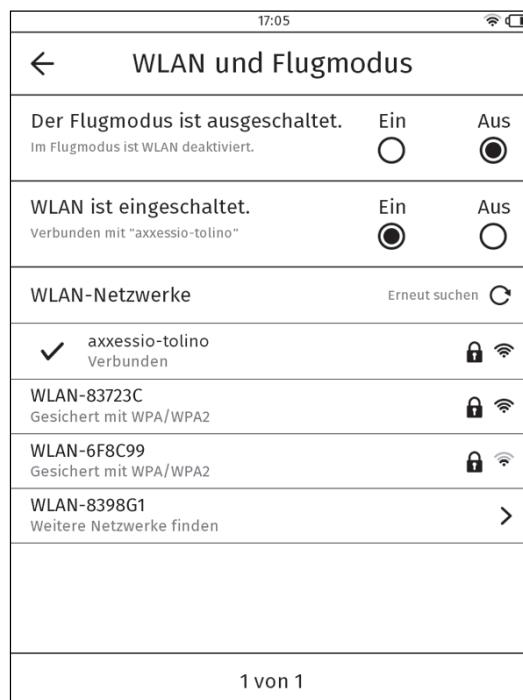 17:05
WLAN und Flugmodus
Der Flugmodus ist ausgeschaltet. Ein Aus
Im Flugmodus ist WLAN deaktiviert.
WLAN ist eingeschaltet. Ein Aus
Verbunden mit "axxessio-tolino"
WLAN-Netzwerke Erneut suchen
axxessio-tolino
Verbunden
WLAN-83723C
Gesichert mit WPA/WPA2
WLAN-6F8C99
Gesichert mit WPA/WPA2
WLAN-8398G1
Weitere Netzwerke finden
1 von 1